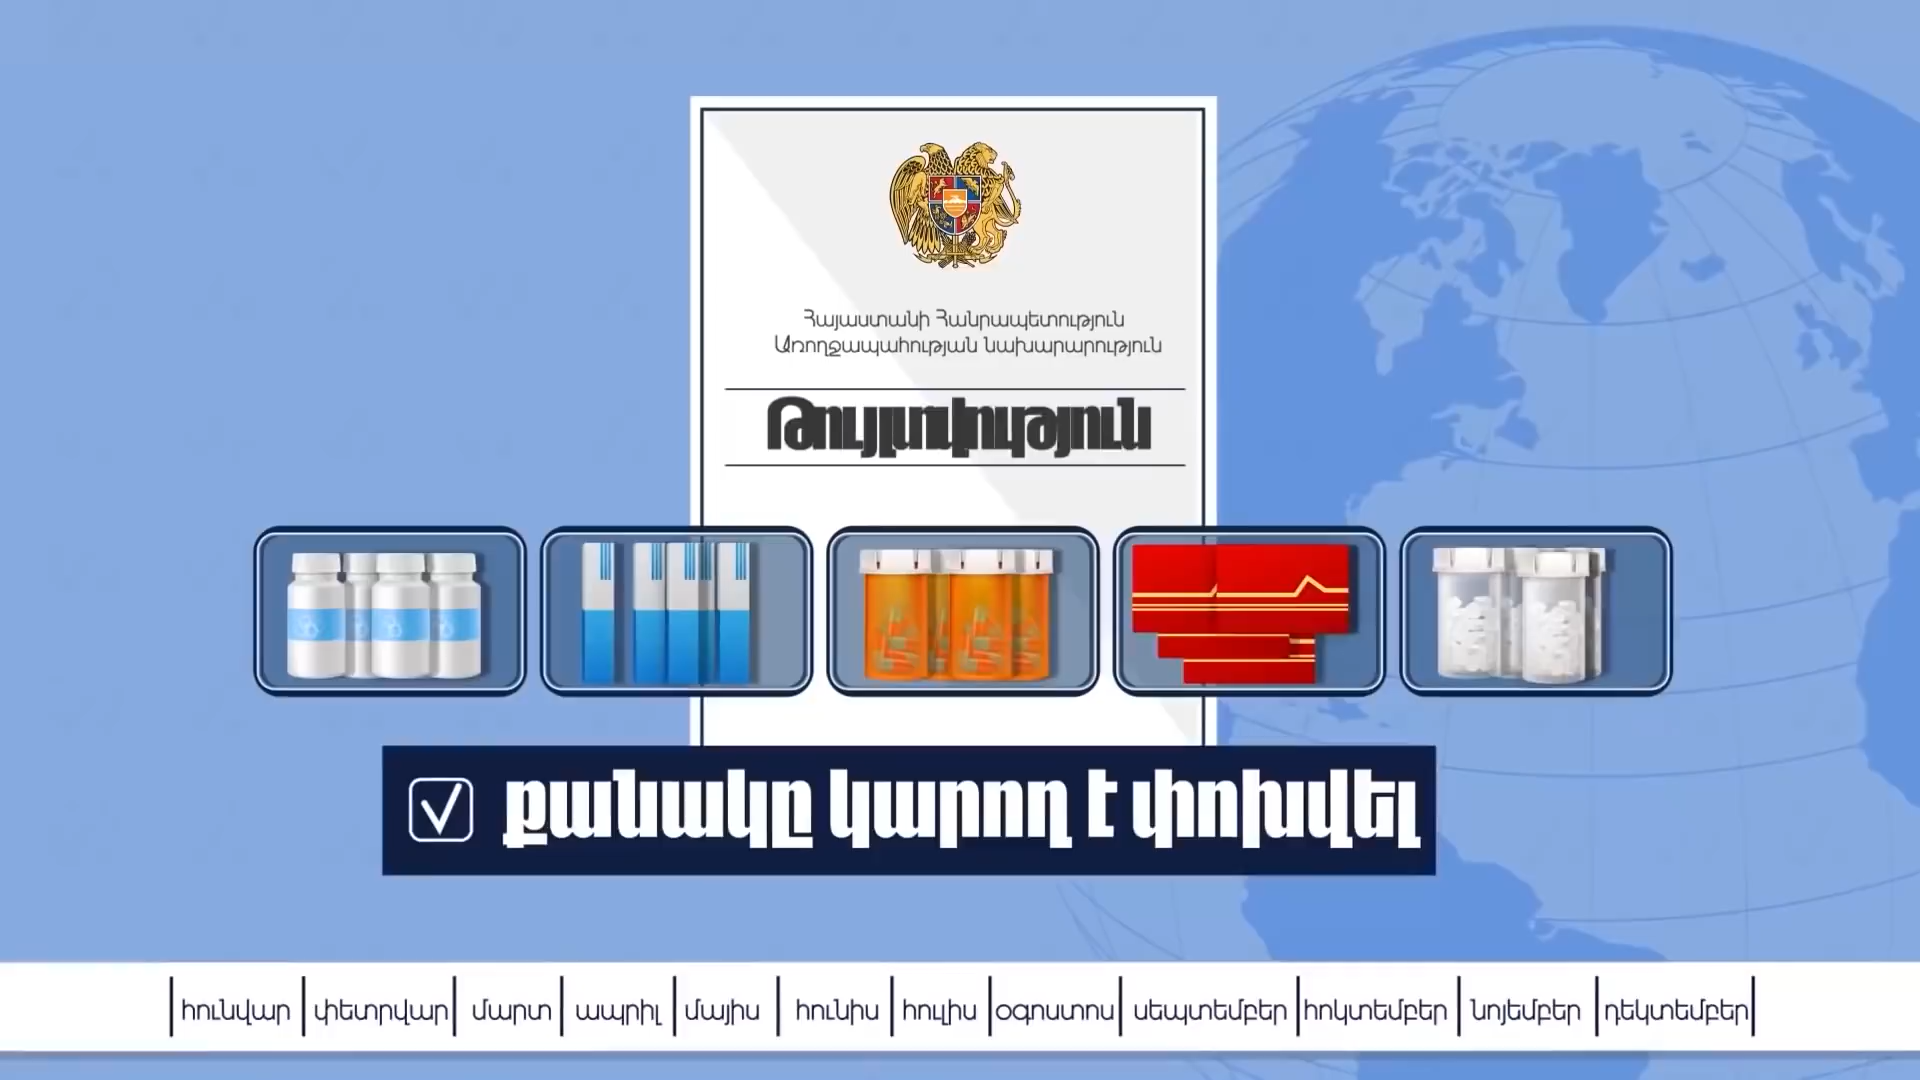 Հայաստանի Հանրապետություն
Առողջապահության նախարարություն
Թույլտվություն
քանակը կարող է փոխվել
հունվար փետրվար մարտ ապրիլ մայիս հունիս հուլիս օգոստոս սեպտեմբեր հոկտեմբեր նոյեմբեր դեկտեմբեր